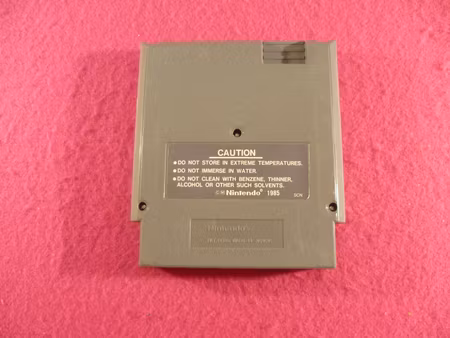 CAUTION
●DO NOT STORE IN EXTREME TEMPERATURES.
●DO NOT IMMERSE IN WATER.
●DO NOT CLEAN WITH BENZENE, THINNER,
ALCOHOL OR OTHER SUCH SOLVENTS.
Nintendo® 1985
Nintendo®